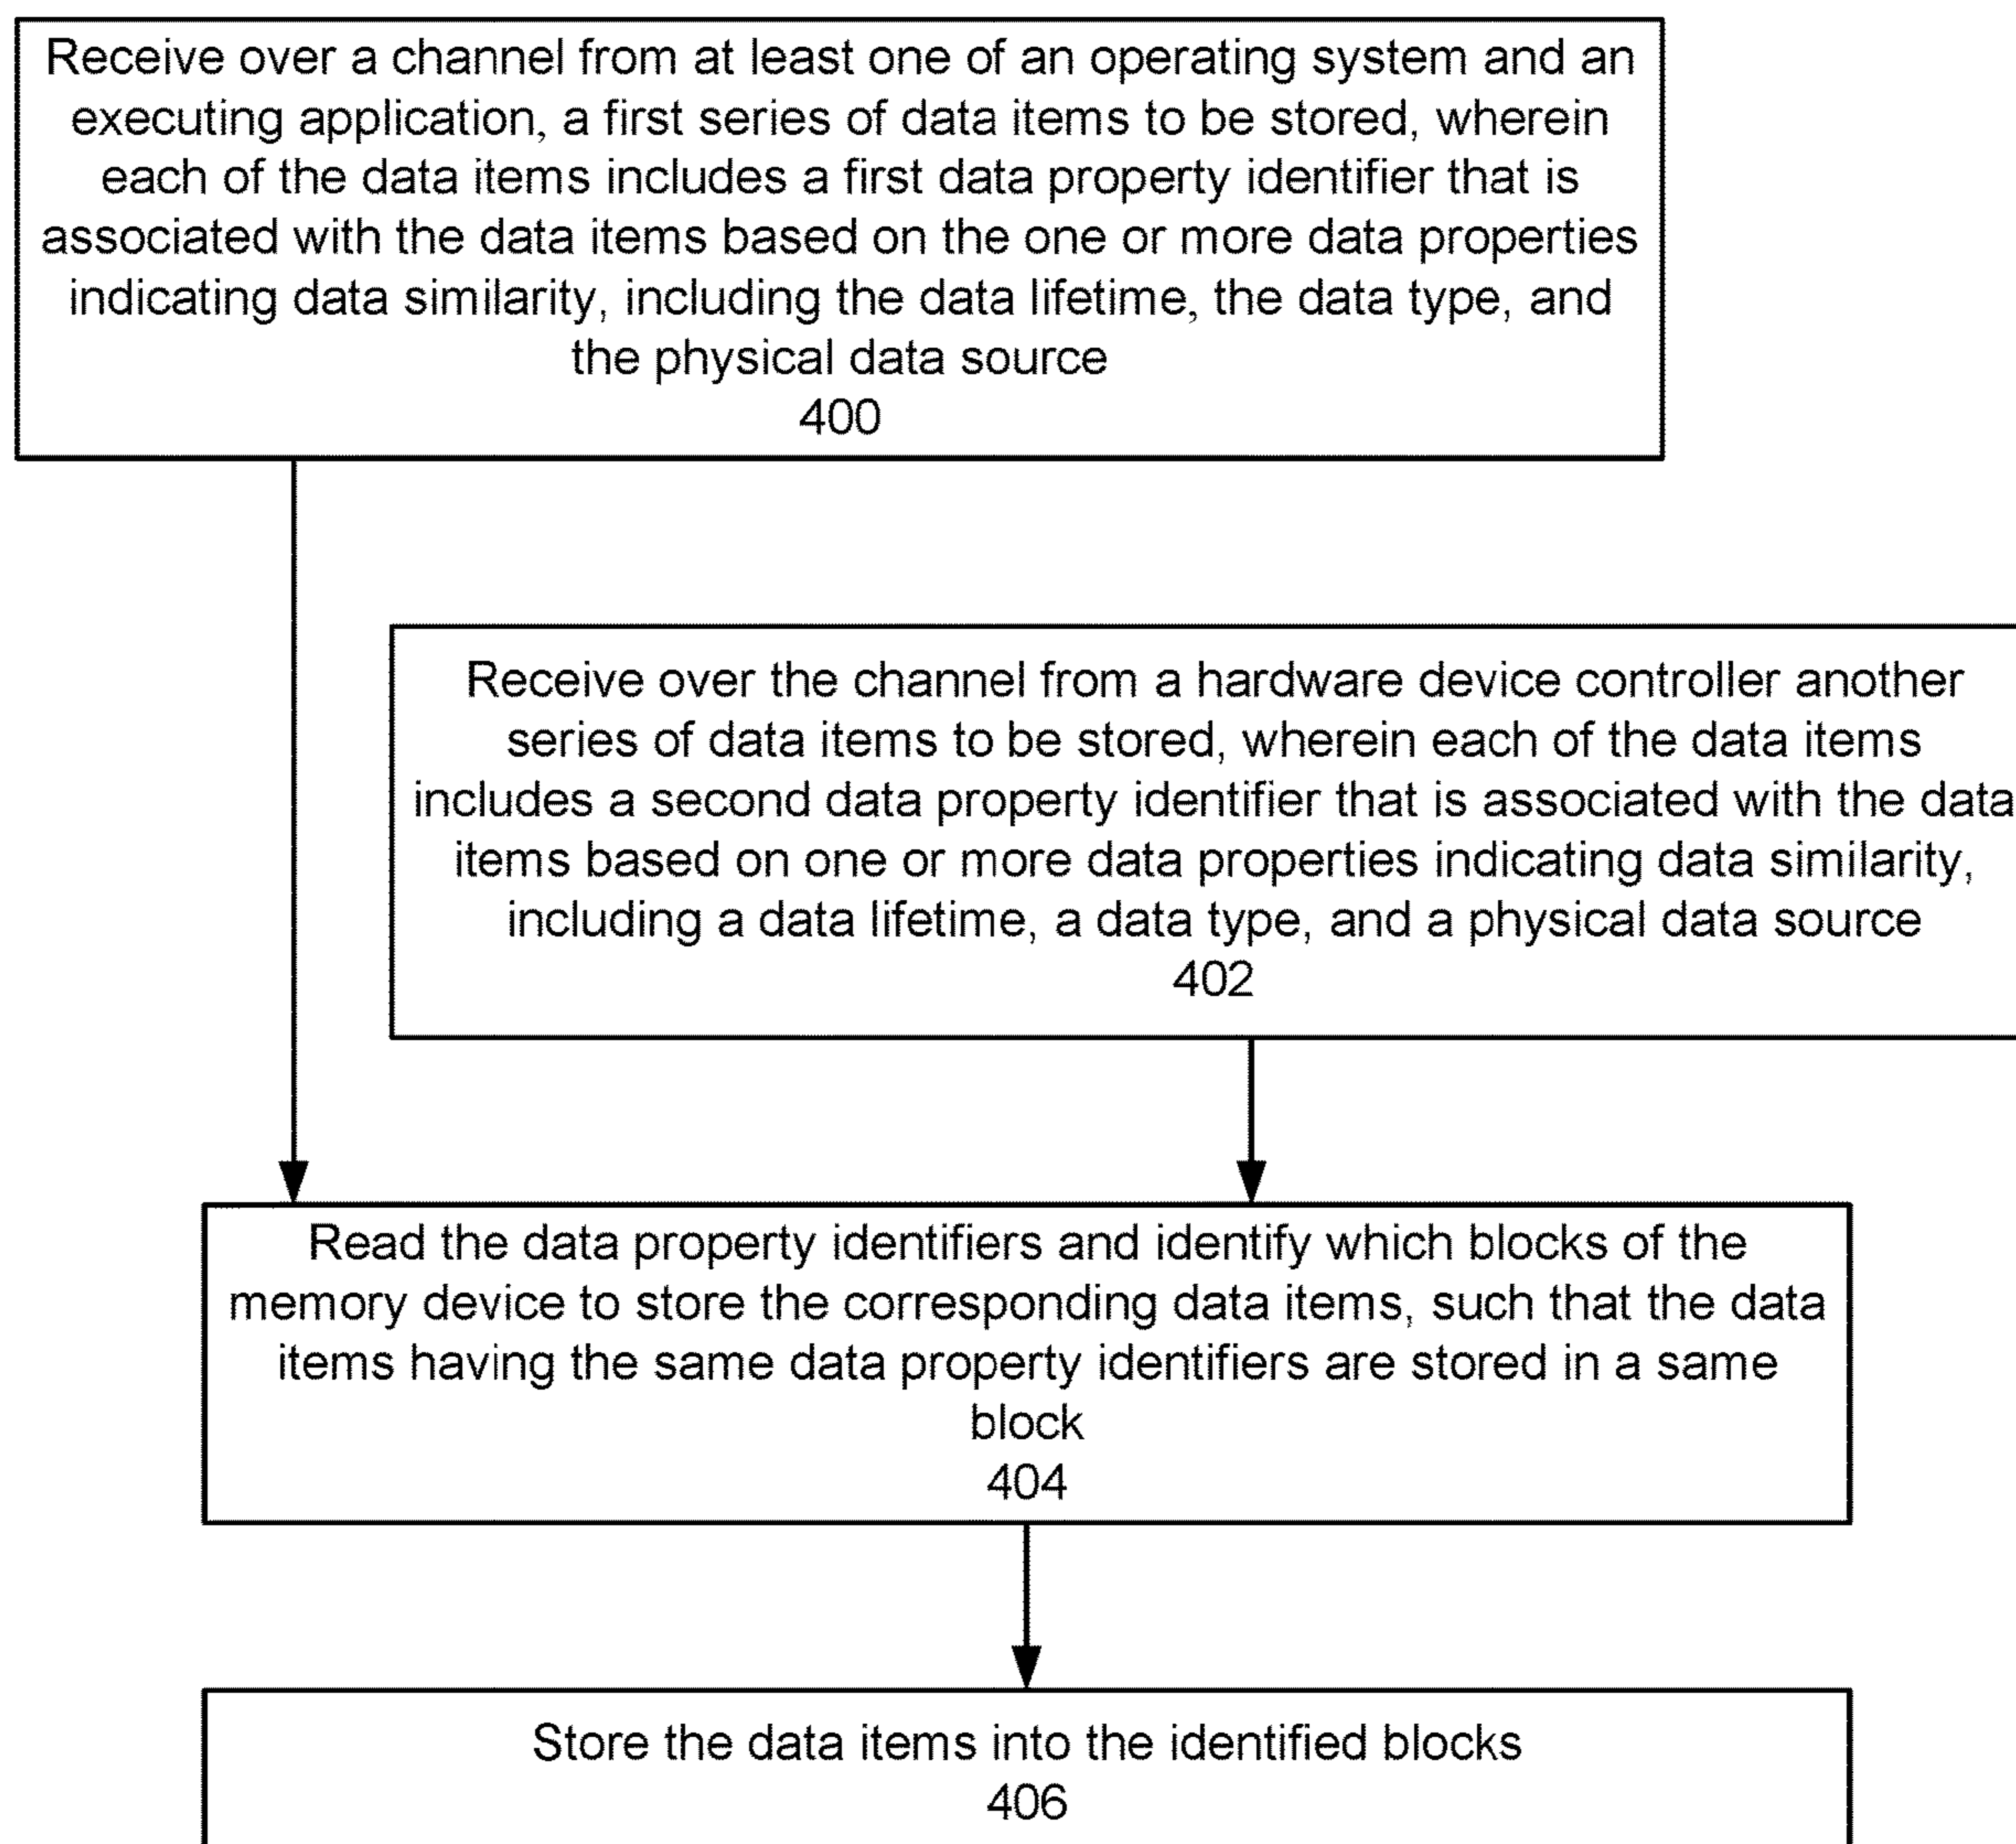 Receive over a channel from at least one of an operating system and an
executing application, a first series of data items to be stored, wherein
each of the data items includes a first data property identifier that is
associated with the data items based on the one or more data properties
indicating data similarity, including the data lifetime, the data type, and
the physical data source
400
Receive over the channel from a hardware device controller another
series of data items to be stored, wherein each of the data items
includes a second data property identifier that is associated with the data
items based on one or more data properties indicating data similarity,
including a data lifetime, a data type, and a physical data source
402
Read the data property identifiers and identify which blocks of the
memory device to store the corresponding data items, such that the data
items having the same data property identifiers are stored in a same
block
404
Store the data items into the identified blocks
406